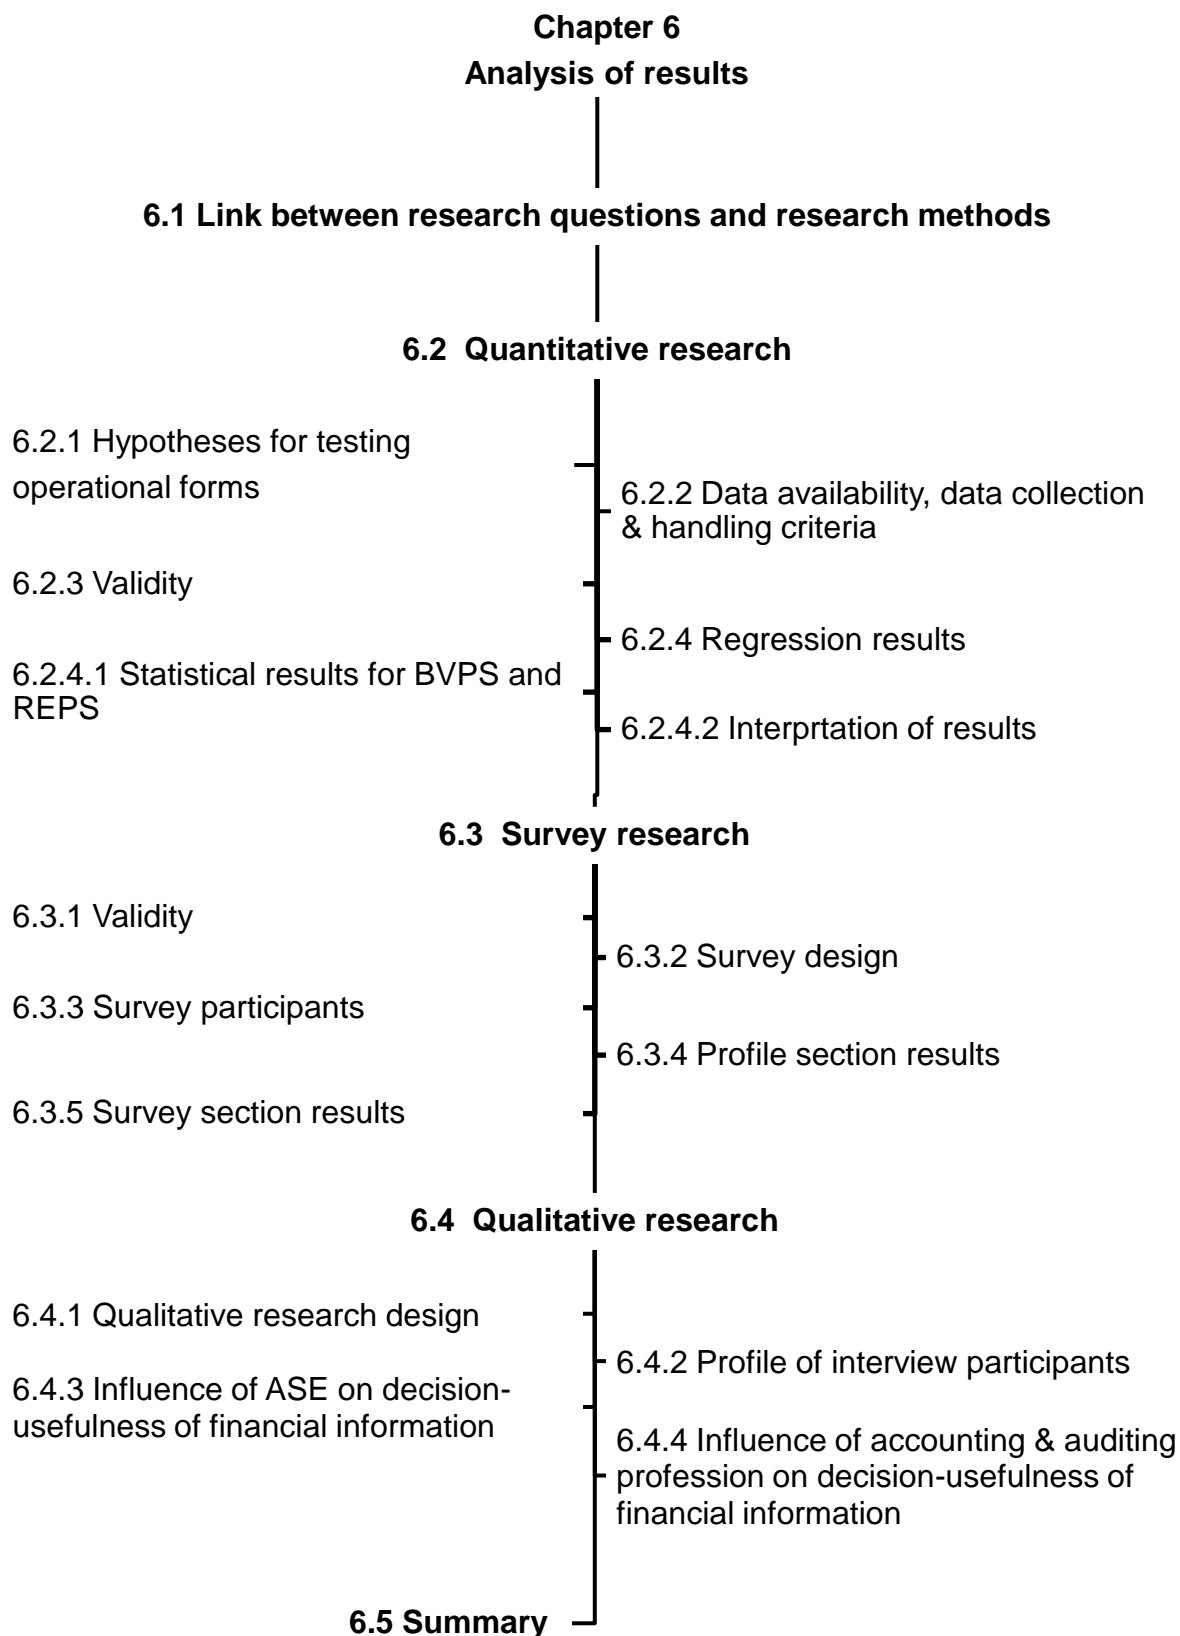 Chapter 6
Analysis of results
6.1 Link between research questions and research methods
6.2 Quantitative research
6.2.1 Hypotheses for testing
operational forms
6.2.2 Data availability, data collection
& handling criteria
6.2.3 Validity
6.2.4 Regression results
6.2.4.1 Statistical results for BVPS and
REPS
6.2.4.2 Interprtation of results
6.3 Survey research
6.3.1 Validity
6.3.2 Survey design
6.3.3 Survey participants
6.3.4 Profile section results
6.3.5 Survey section results
6.4 Qualitative research
6.4.1 Qualitative research design
6.4.2 Profile of interview participants
6.4.3 Influence of ASE on decision-
usefulness of financial information
6.4.4 Influence of accounting & auditing
profession on decision-usefulness of
financial information
6.5 Summary